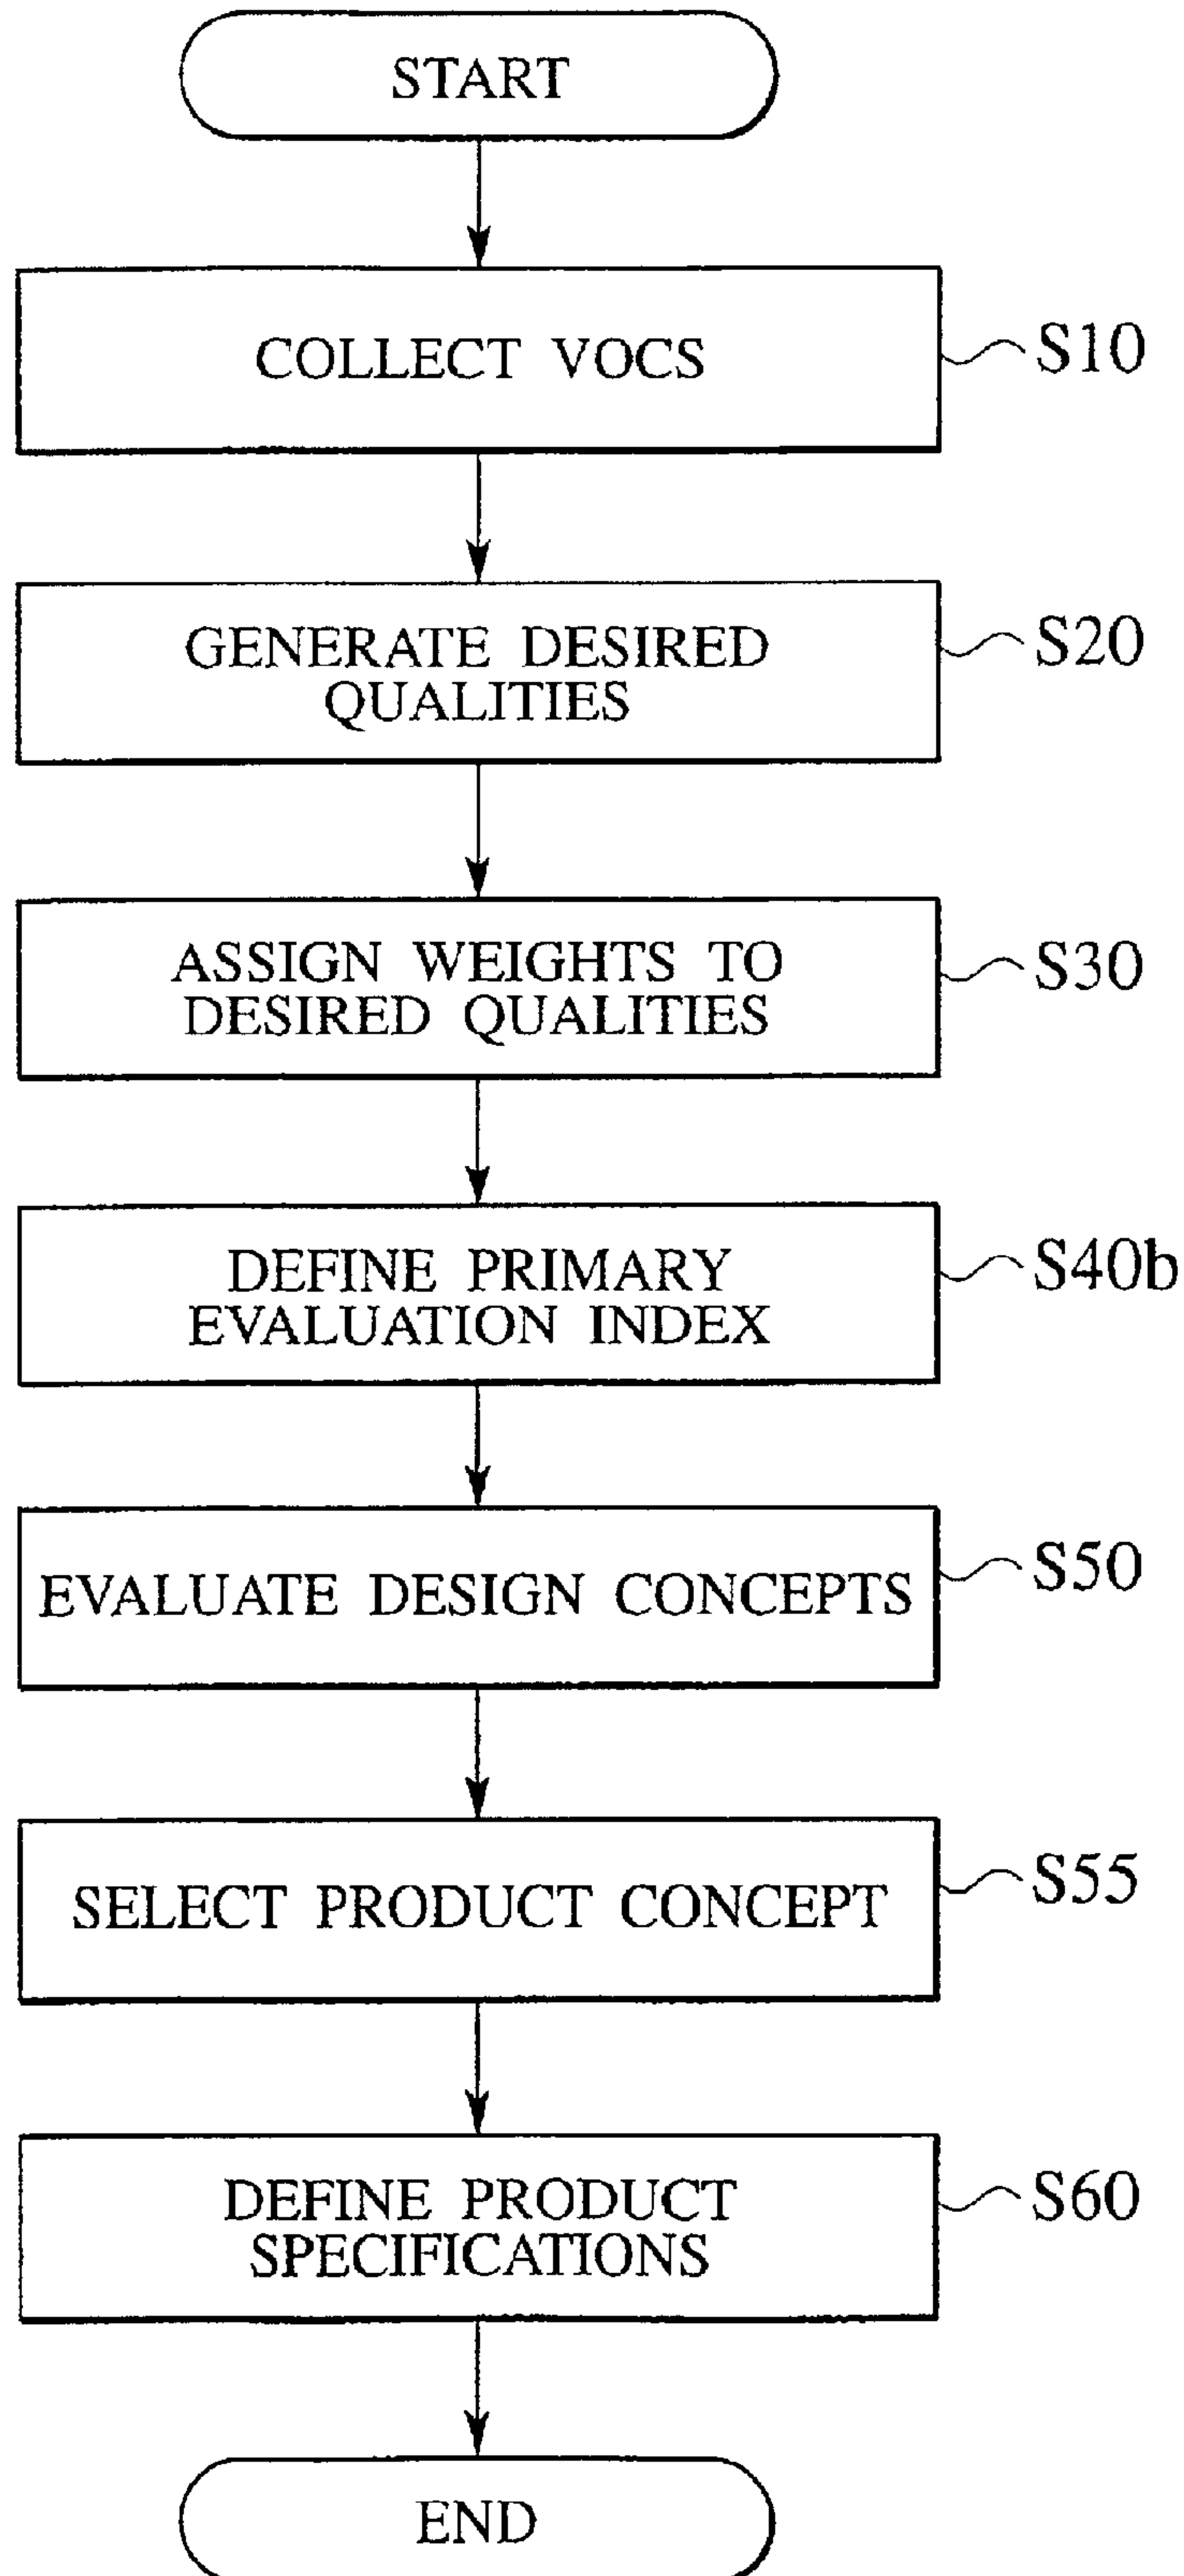 START
COLLECT VOCS
S10
GENERATE DESIRED
QUALITIES
S20
ASSIGN WEIGHTS TO
DESIRED QUALITIES
S30
DEFINE PRIMARY
EVALUATION INDEX
S40b
EVALUATE DESIGN CONCEPTS
S50
SELECT PRODUCT CONCEPT
S55
DEFINE PRODUCT
SPECIFICATIONS
S60
END